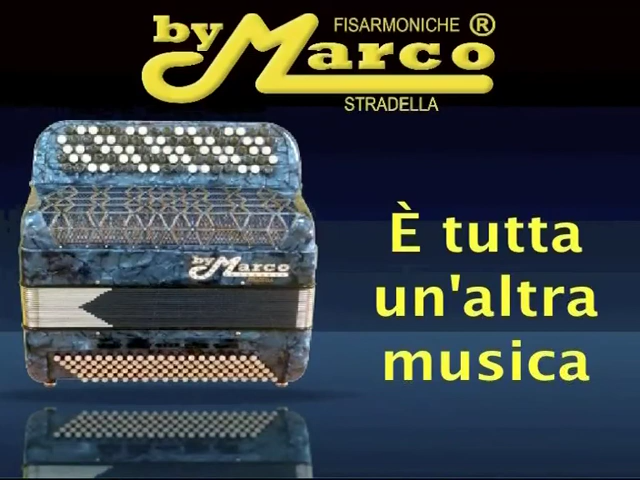 by Marco
FISARMONICHE ®
STRADELLA
by Marco
È tutta
un'altra
musica